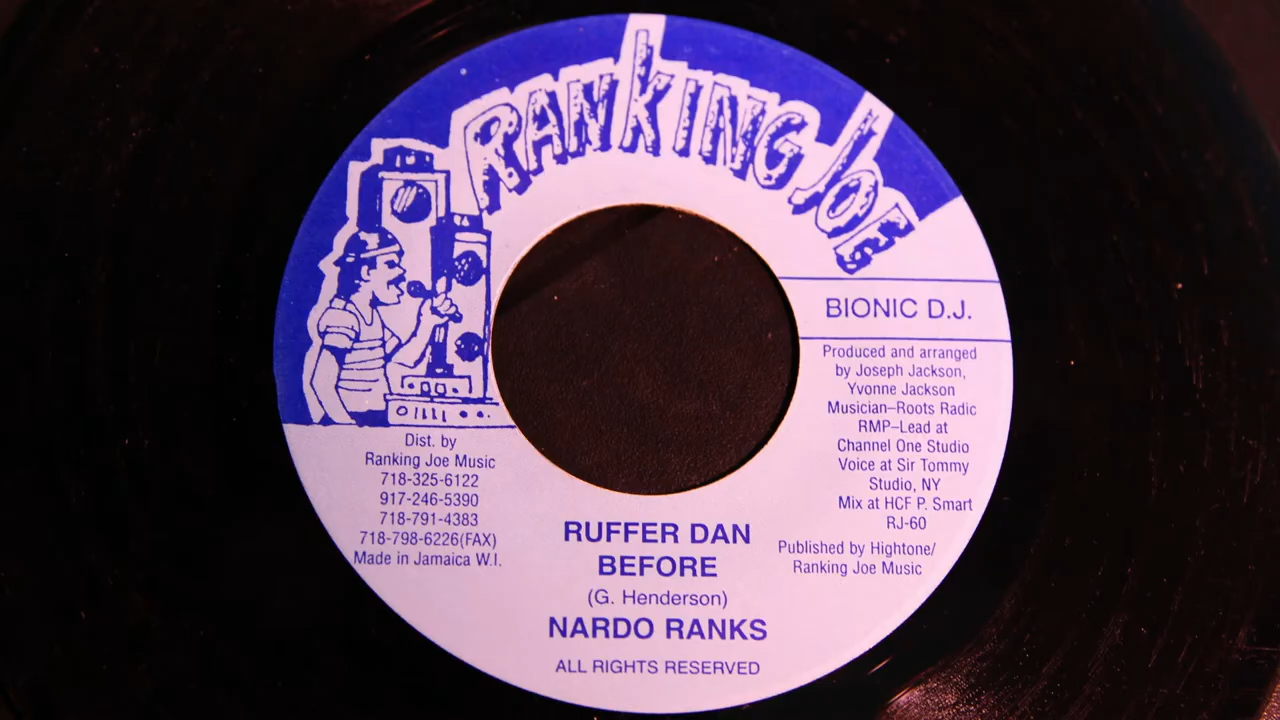 RANKING JOE
BIONIC D.J.
Produced and arranged
by Joseph Jackson,
Yvonne Jackson
Musician–Roots Radic
RMP–Lead at
Channel One Studio
Voice at Sir Tommy
Studio, NY
Mix at HCF P. Smart
RJ-60
Published by Hightone/
Ranking Joe Music
Dist. by
Ranking Joe Music
718-325-6122
917-246-5390
718-791-4383
718-798-6226(FAX)
Made in Jamaica W.I.
RUFFER DAN
BEFORE
(G. Henderson)
NARDO RANKS
ALL RIGHTS RESERVED